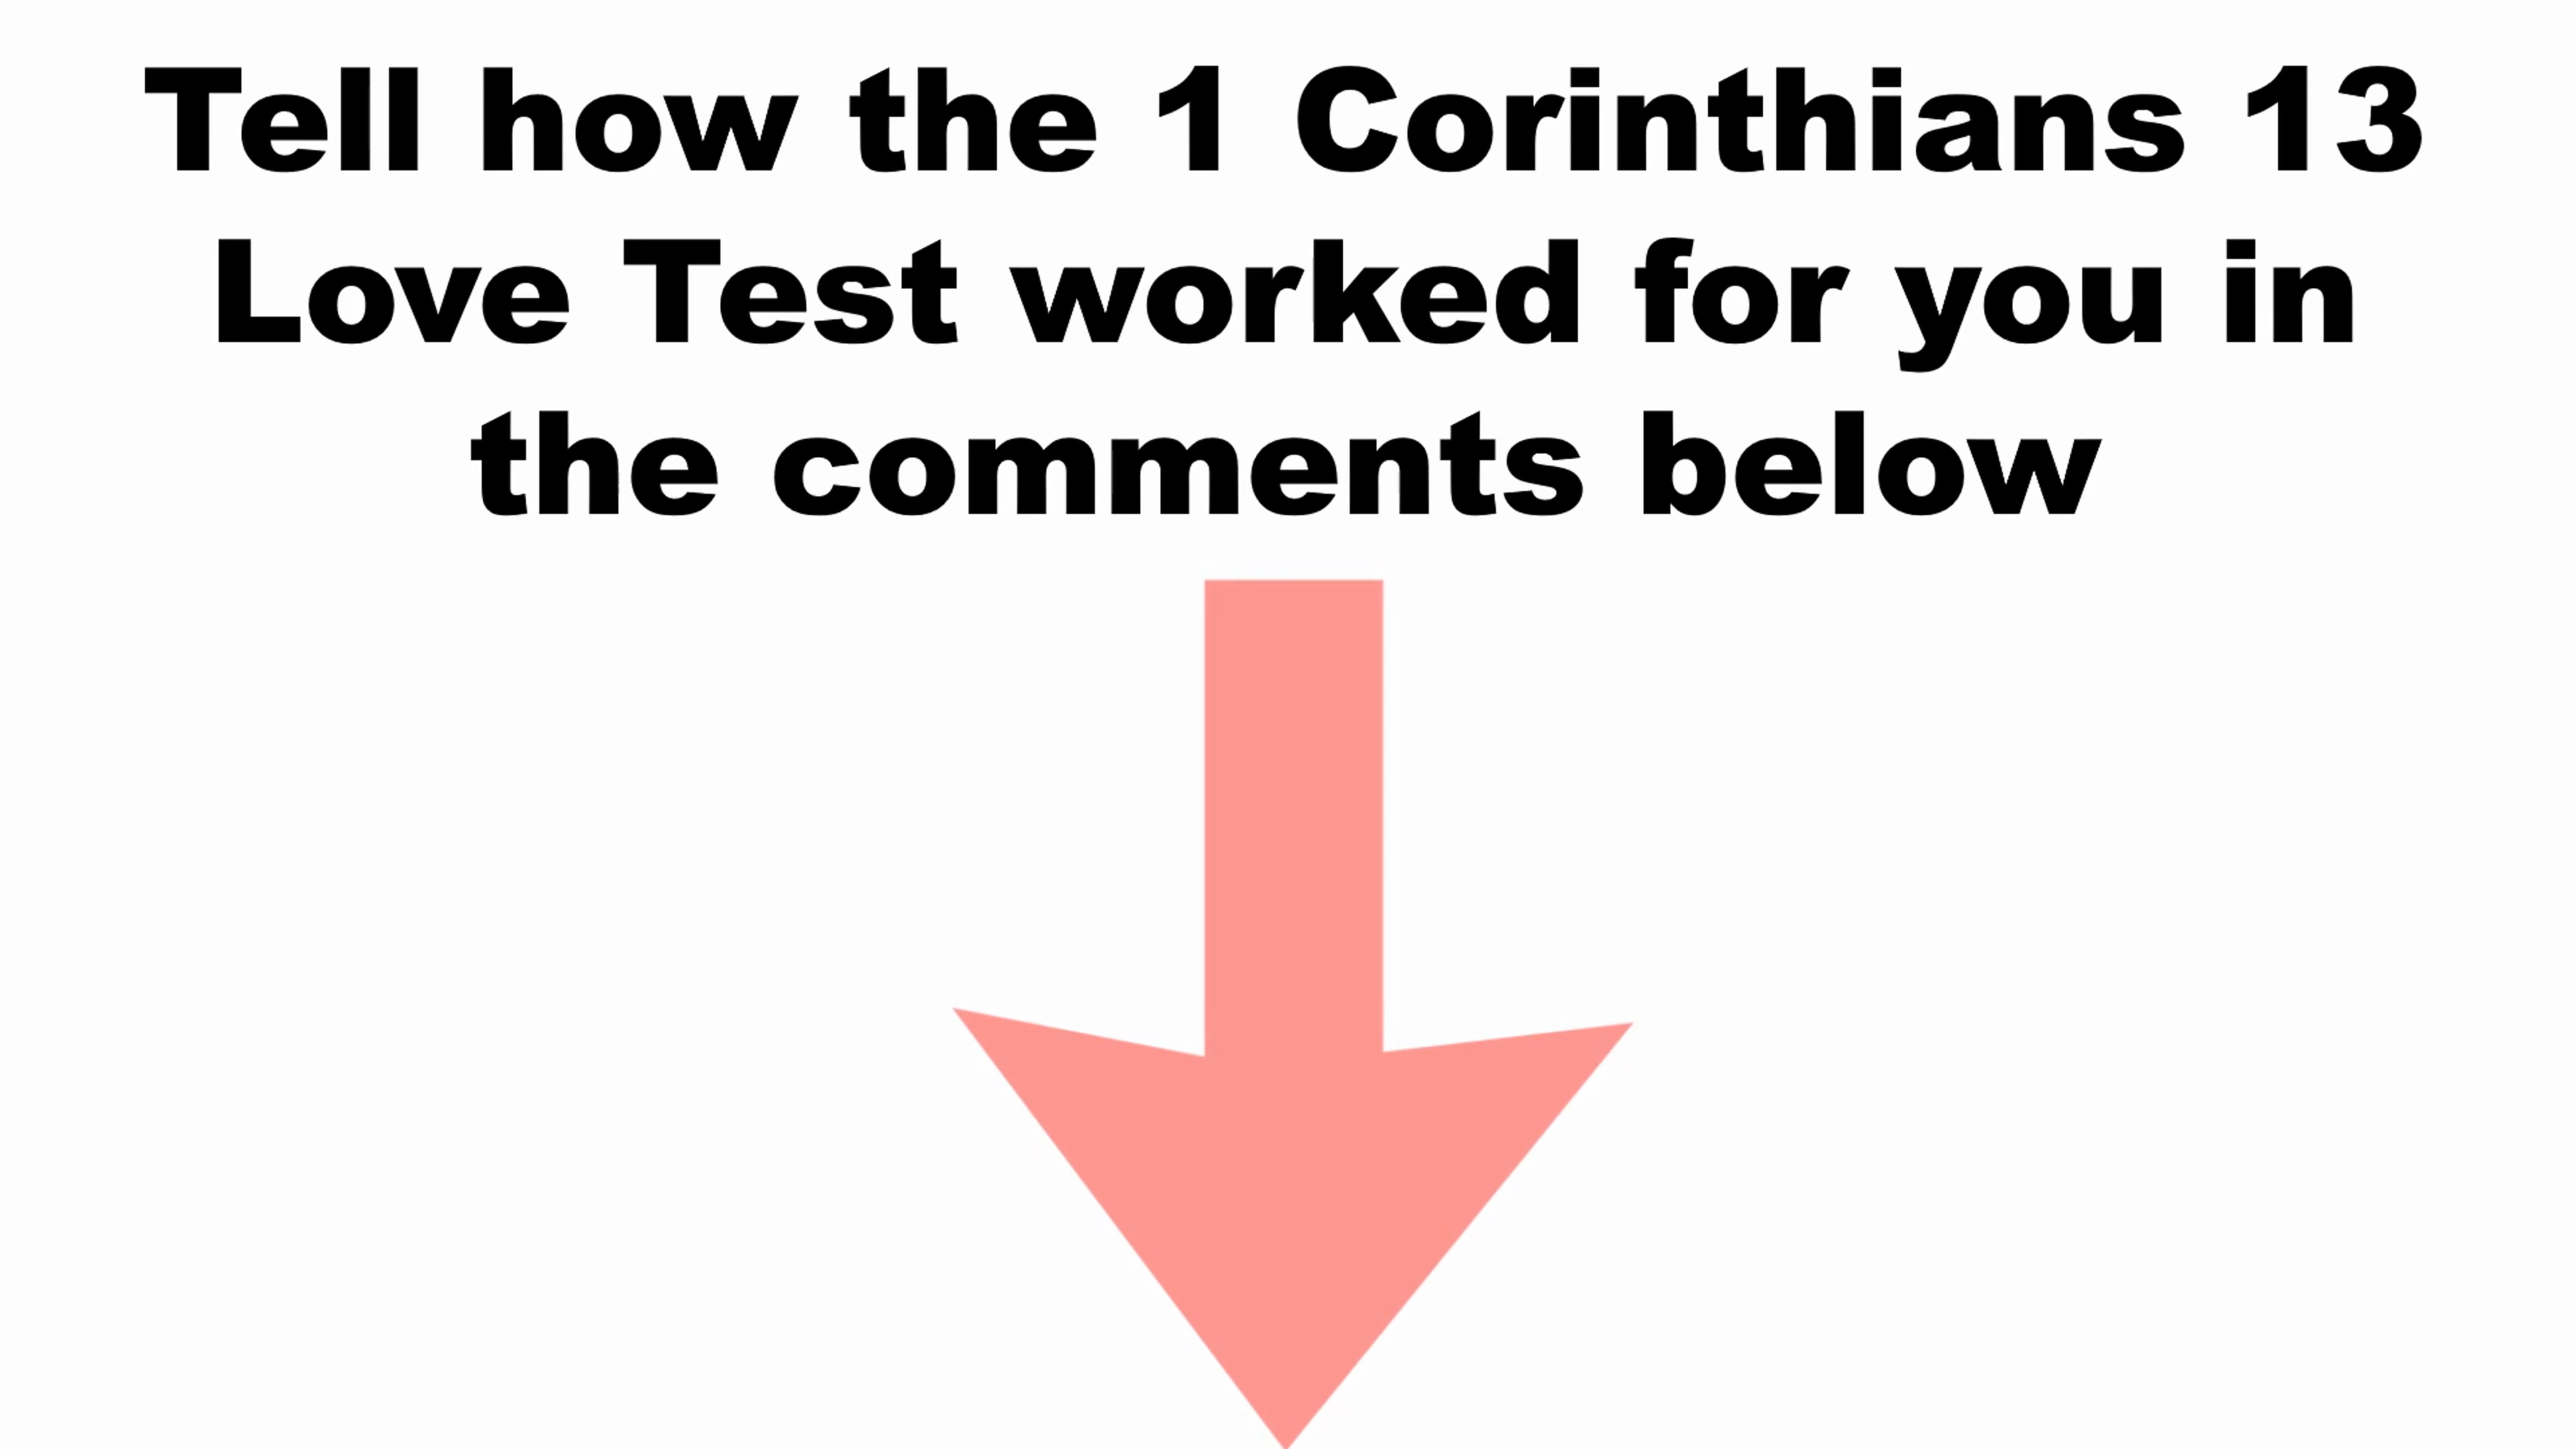 Tell how the 1 Corinthians 13
Love Test worked for you in
the comments below